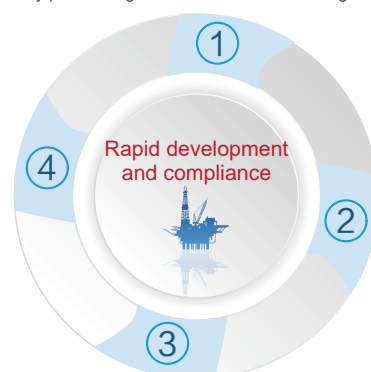 ①
Rapid development
and compliance
④
②
③